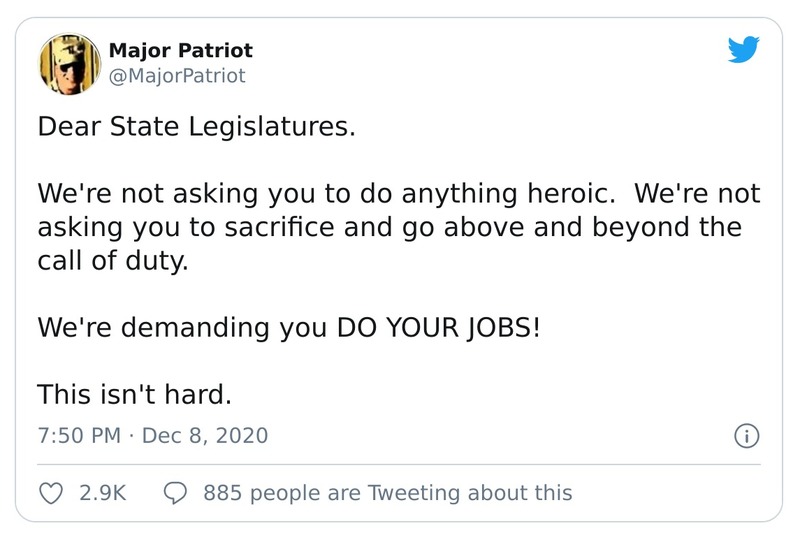 Major Patriot
@MajorPatriot
Dear State Legislatures.
We're not asking you to do anything heroic.  We're not
asking you to sacrifice and go above and beyond the
call of duty.
We're demanding you DO YOUR JOBS!
This isn't hard.
7:50 PM · Dec 8, 2020
2.9K 885 people are Tweeting about this